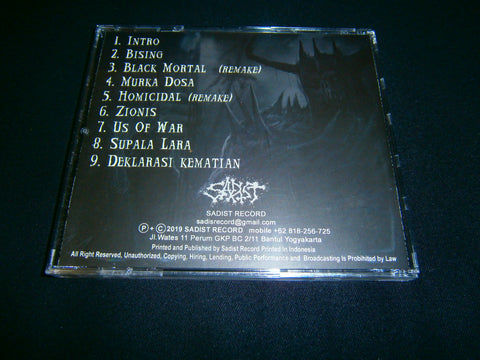 1. INTRO
2. BISING
3. BLACK MORTAL (REMAKE)
4. MURKA DOSA
5. HOMICIDAL (REMAKE)
6. ZIONIS
7. US OF WAR
8. SUPALA LARA
9. DEKLARASI KEMATIAN
SADIST
SADIST RECORD
sadisrecord@gmail.com
Ⓟ+© 2019 SADIST RECORD mobile +62 818-256-725
Jl. Wates 11 Perum GKP BC 2/11 Bantul Yogyakarta
Printed and Published by Sadist Record Printed in Indonesia
All Right Reserved, Unauthorized, Copying, Hiring, Lending, Public Performance and Broadcasting Is Prohibited by Law